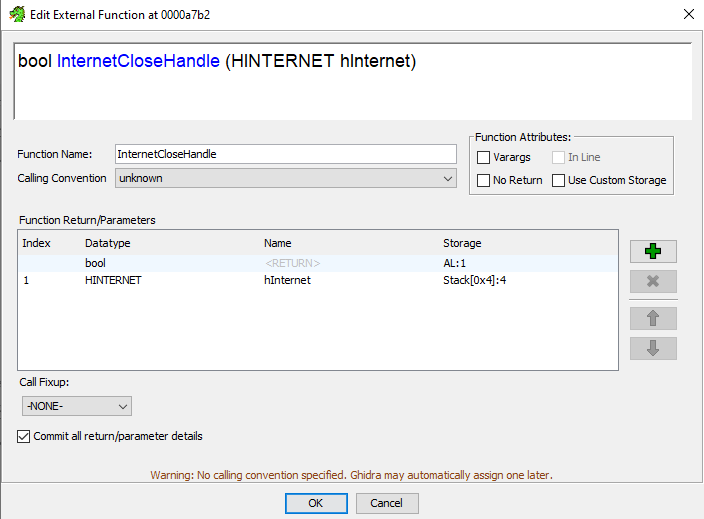 Edit External Function at 0000a7b2
bool InternetCloseHandle (HINTERNET hInternet)
Function Name: InternetCloseHandle
Calling Convention unknown
Function Attributes:
Varargs In Line
No Return Use Custom Storage
Function Return/Parameters
Index Datatype Name Storage
bool <RETURN> AL:1
1 HINTERNET hInternet Stack[0x4]:4
Call Fixup:
-NONE-
Commit all return/parameter details
Warning: No calling convention specified. Ghidra may automatically assign one later.
OK Cancel